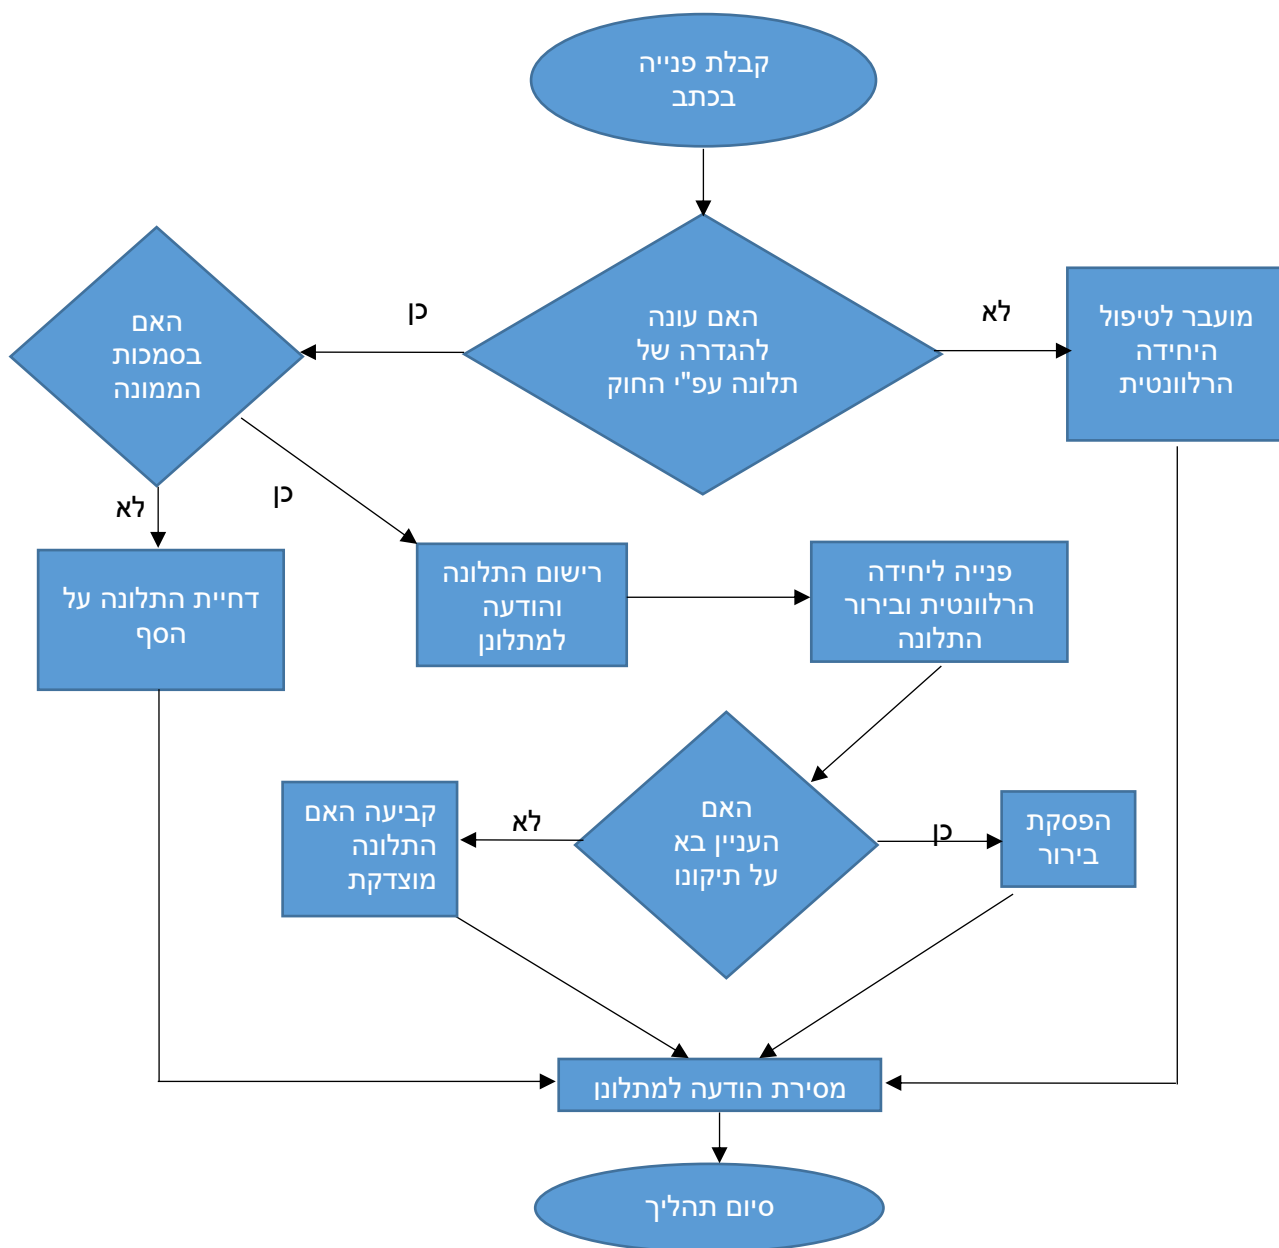 קבלת פנייה
בכתב
האם עונה
להגדרה של
תלונה עפ"י החוק
לא
מועבר לטיפול
היחידה
הרלוונטית
כן
האם
בסמכות
הממונה
לא
דחיית התלונה על
הסף
כן
רישום התלונה
והודעה
למתלונן
פנייה ליחידה
הרלוונטית ובירור
התלונה
האם
העניין בא
על תיקונו
כן
הפסקת
בירור
לא
קביעה האם
התלונה
מוצדקת
מסירת הודעה למתלונן
סיום תהליך